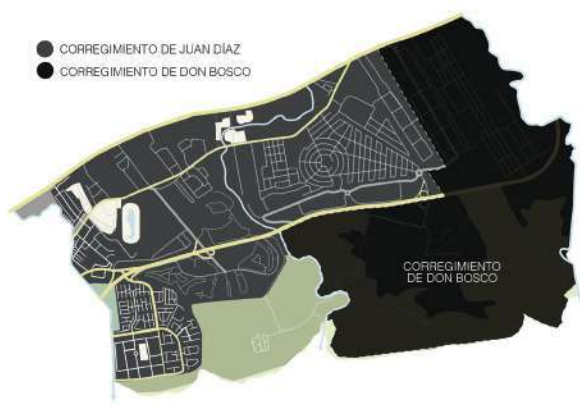 CORREGIMIENTO DE JUAN DÍAZ
CORREGIMIENTO DE DON BOSCO
CORREGIMIENTO
DE DON BOSCO